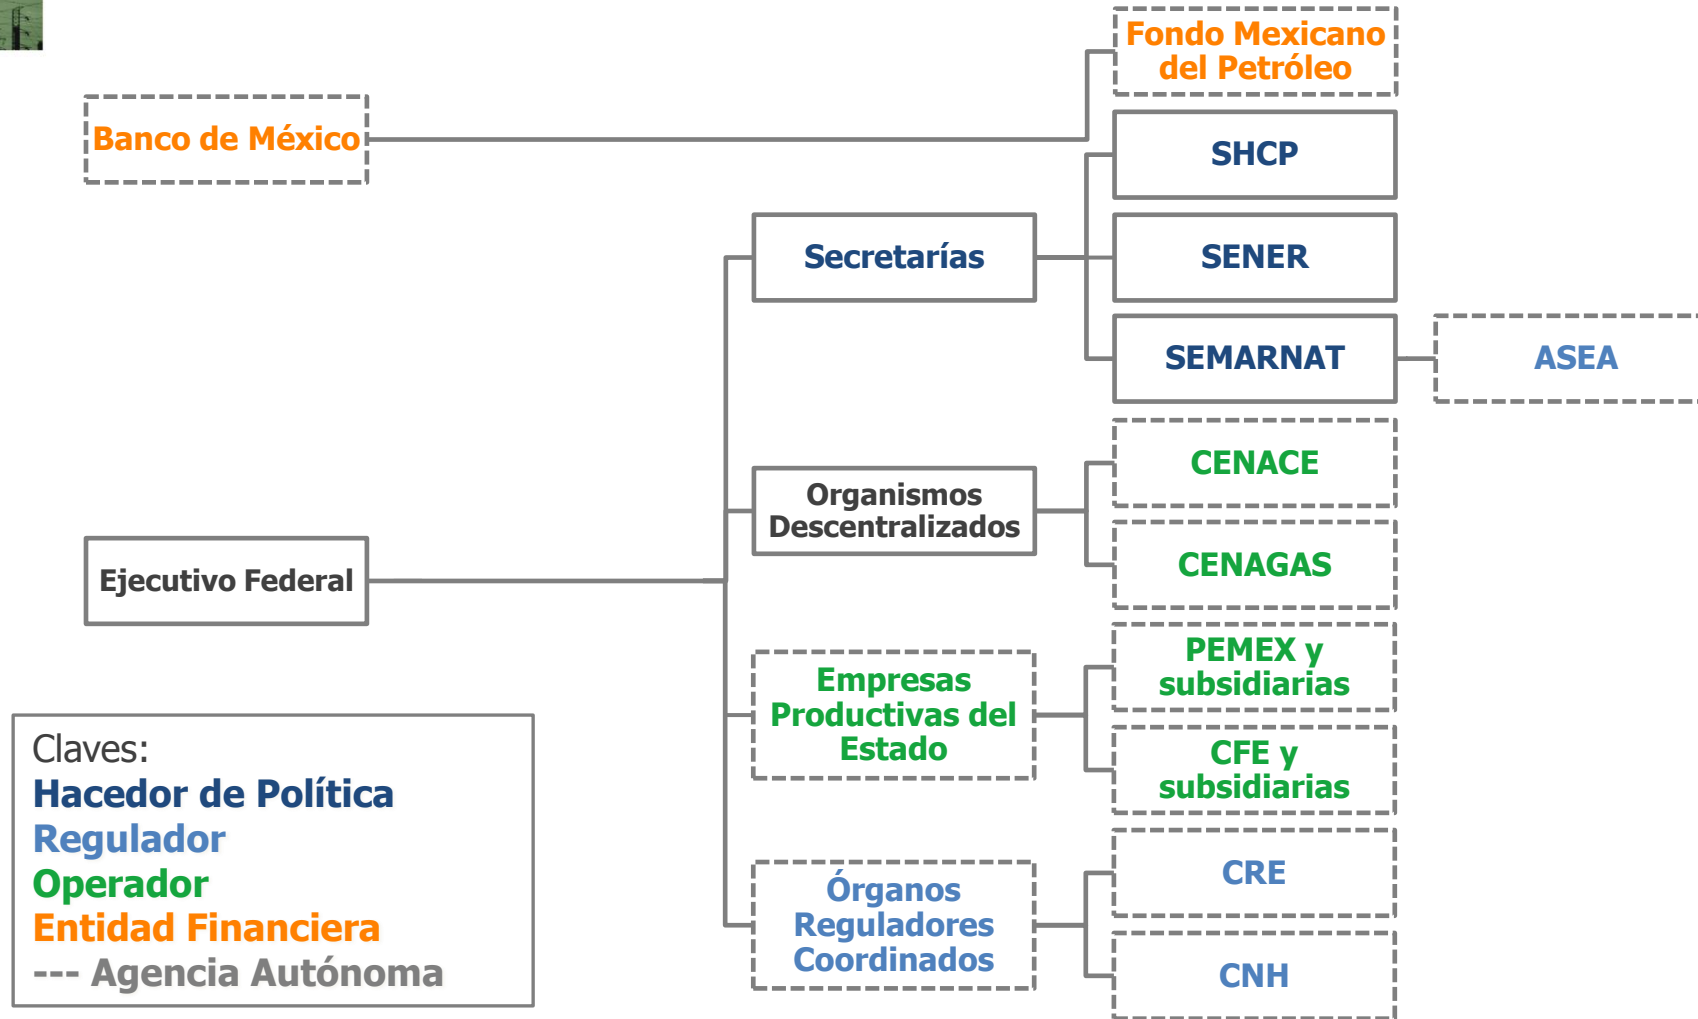 Fondo Mexicano
del Petróleo
Banco de México
SHCP
Secretarías
SENER
SEMARNAT
ASEA
CENACE
Organismos
Descentralizados
CENAGAS
Ejecutivo Federal
PEMEX y
subsidiarias
Empresas
Productivas del
Estado
CFE y
subsidiarias
CRE
Órganos
Reguladores
Coordinados
CNH
Claves:
Hacedor de Política
Regulador
Operador
Entidad Financiera
--- Agencia Autónoma